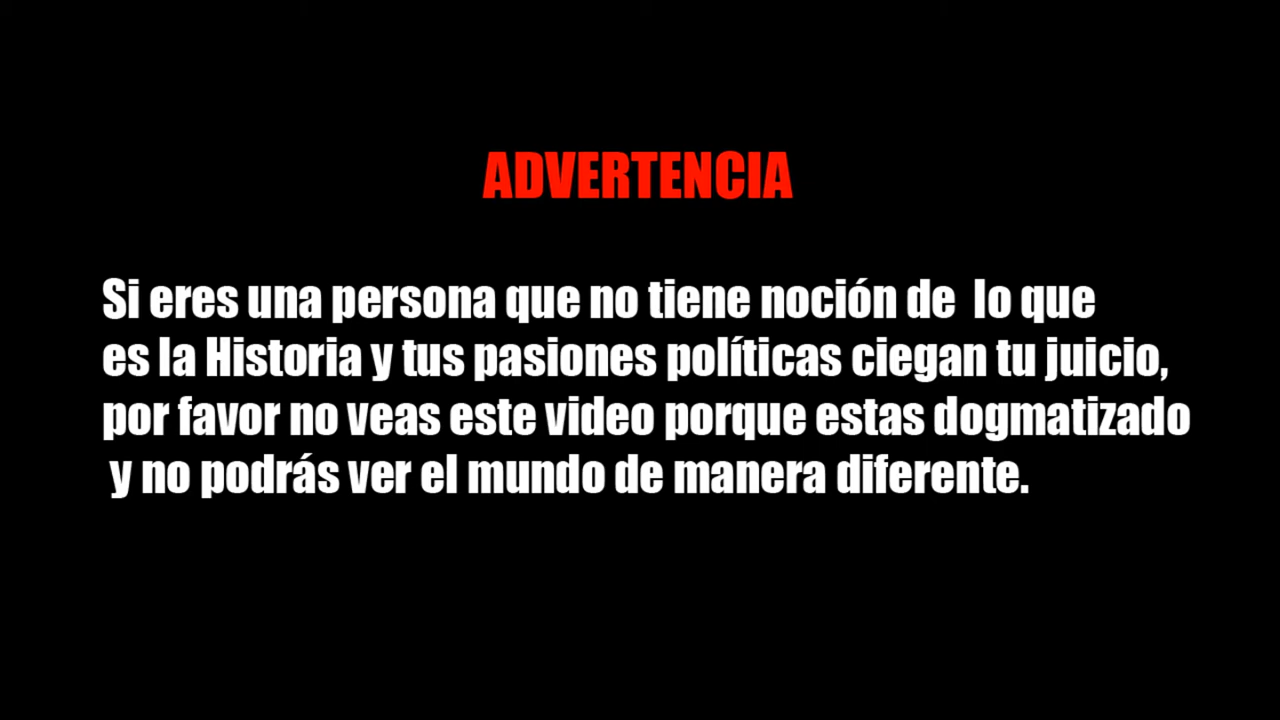 ADVERTENCIA
Si eres una persona que no tiene noción de  lo que
es la Historia y tus pasiones políticas ciegan tu juicio,
por favor no veas este video porque estas dogmatizado
y no podrás ver el mundo de manera diferente.